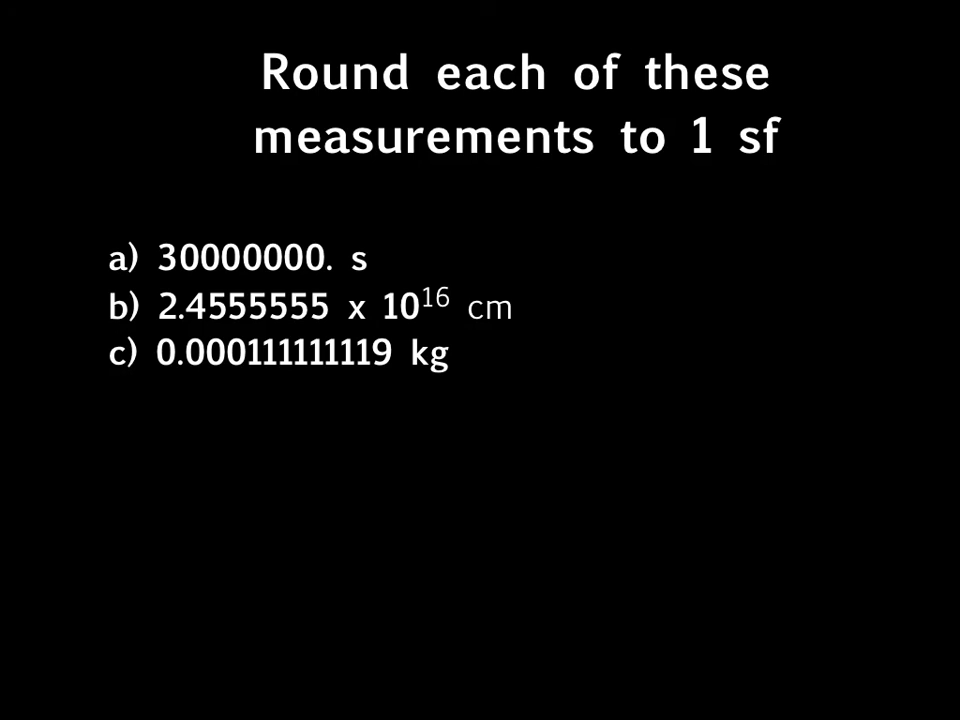 Round each of these
measurements to 1 sf
a) 30000000. s
b) 2.4555555 x 10¹⁶ cm
c) 0.000111111119 kg